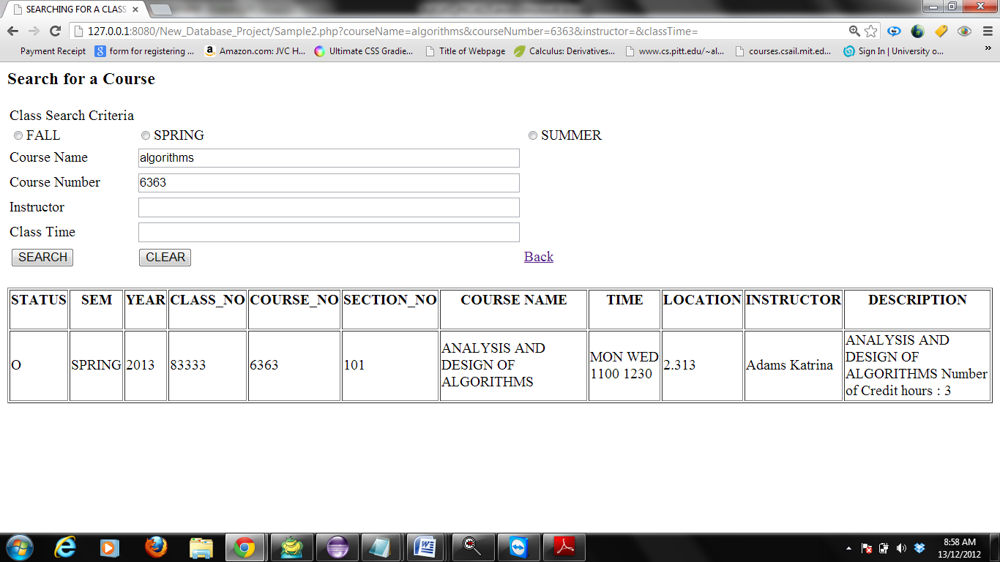 SEARCHING FOR A CLASS
127.0.0.1:8080/New_Database_Project/Sample2.php?courseName=algorithms&courseNumber=6363&instructor=&classTime=
Payment Receipt form for registering ... Amazon.com: JVC H... Ultimate CSS Gradie... Title of Webpage Calculus: Derivatives... www.cs.pitt.edu/~al... courses.csail.mit.ed... Sign In | University o... »
Search for a Course
Class Search Criteria
FALL SPRING SUMMER
Course Name algorithms
Course Number 6363
Instructor
Class Time
SEARCH CLEAR Back
STATUS SEM YEAR CLASS_NO COURSE_NO SECTION_NO COURSE NAME TIME LOCATION INSTRUCTOR DESCRIPTION
O SPRING 2013 83333 6363 101 ANALYSIS AND DESIGN OF ALGORITHMS MON WED 1100 1230 2.313 Adams Katrina ANALYSIS AND DESIGN OF ALGORITHMS Number of Credit hours : 3
8:58 AM
13/12/2012